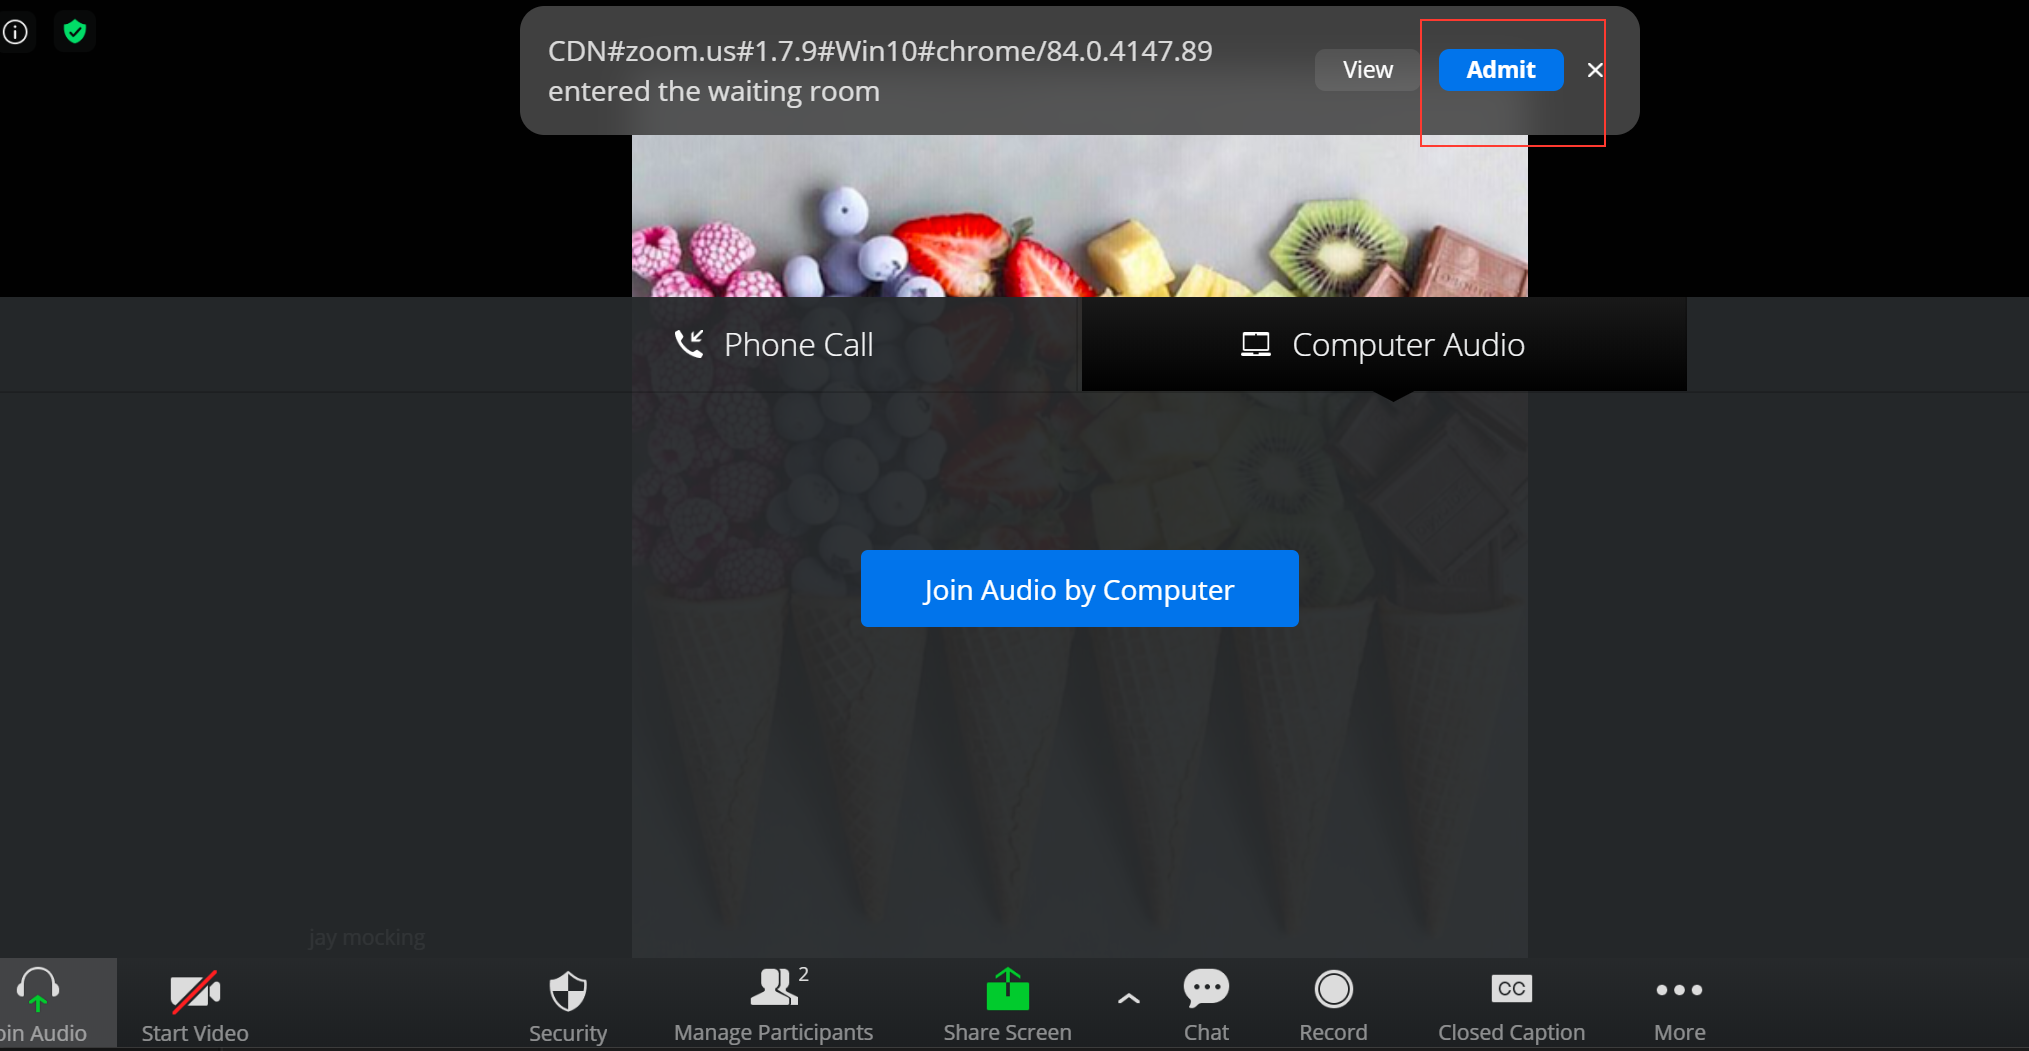 CDN#zoom.us#1.7.9#Win10#chrome/84.0.4147.89
entered the waiting room
View
Admit
Phone Call
Computer Audio
Join Audio by Computer
jay mocking
oin Audio
Start Video
Security
2
Manage Participants
Share Screen
Chat
Record
CC
Closed Caption
More